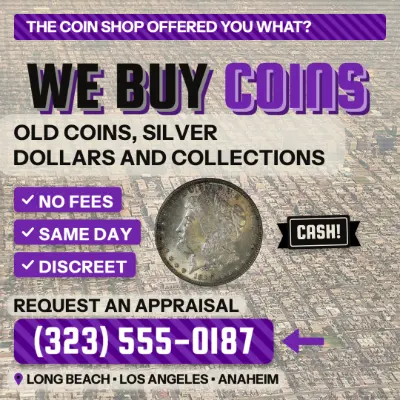 THE COIN SHOP OFFERED YOU WHAT?
WE BUY COINS
OLD COINS, SILVER
DOLLARS AND COLLECTIONS
NO FEES
SAME DAY
DISCREET
CASH!
REQUEST AN APPRAISAL
(323) 555-0187
LONG BEACH • LOS ANGELES • ANAHEIM